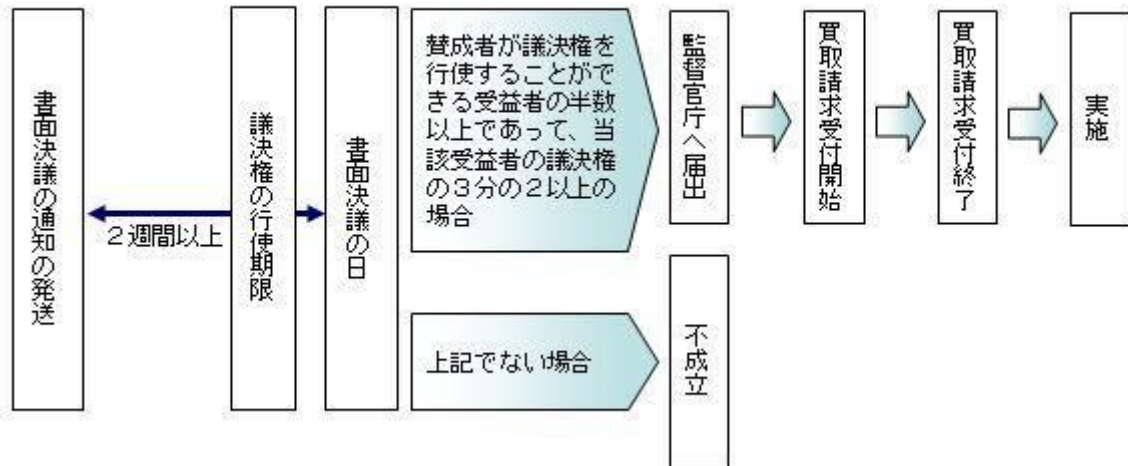 書面決議の通知の発送
２週間以上
議決権の行使期限
書面決議の日
賛成者が議決権を
行使することがで
きる受益者の半数
以上であって、当
該受益者の議決権
の３分の２以上の
場合
監督官庁へ届出
買取請求受付開始
買取請求受付終了
実施
上記でない場合
不成立